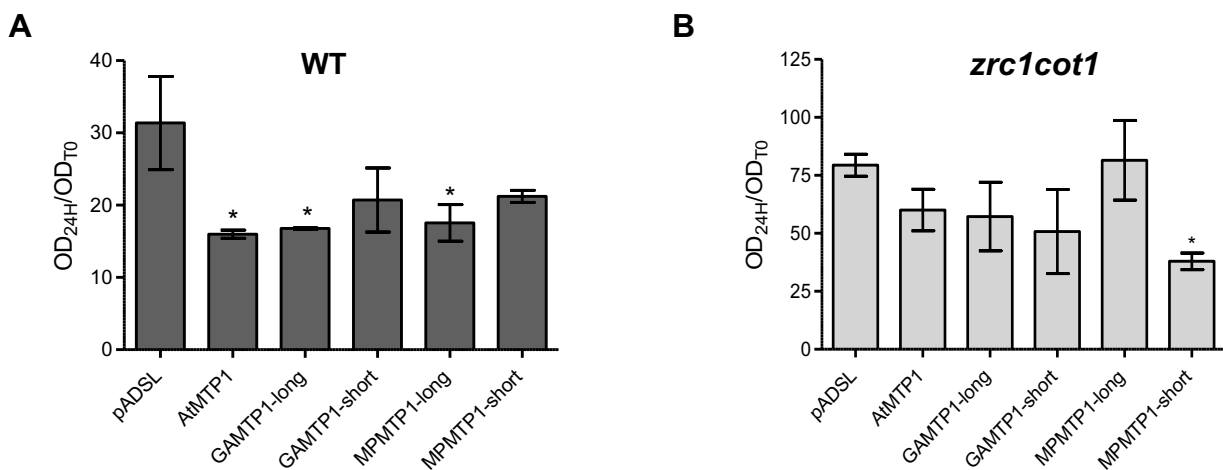 A
WT
OD24H/ODT0
40
30
20
10
0
*
*
*
pADSL
AtMTP1
GAMTP1-long
GAMTP1-short
MPMTP1-long
MPMTP1-short
B
zrc1cot1
OD24H/ODT0
125
100
75
50
25
0
*
pADSL
AtMTP1
GAMTP1-long
GAMTP1-short
MPMTP1-long
MPMTP1-short